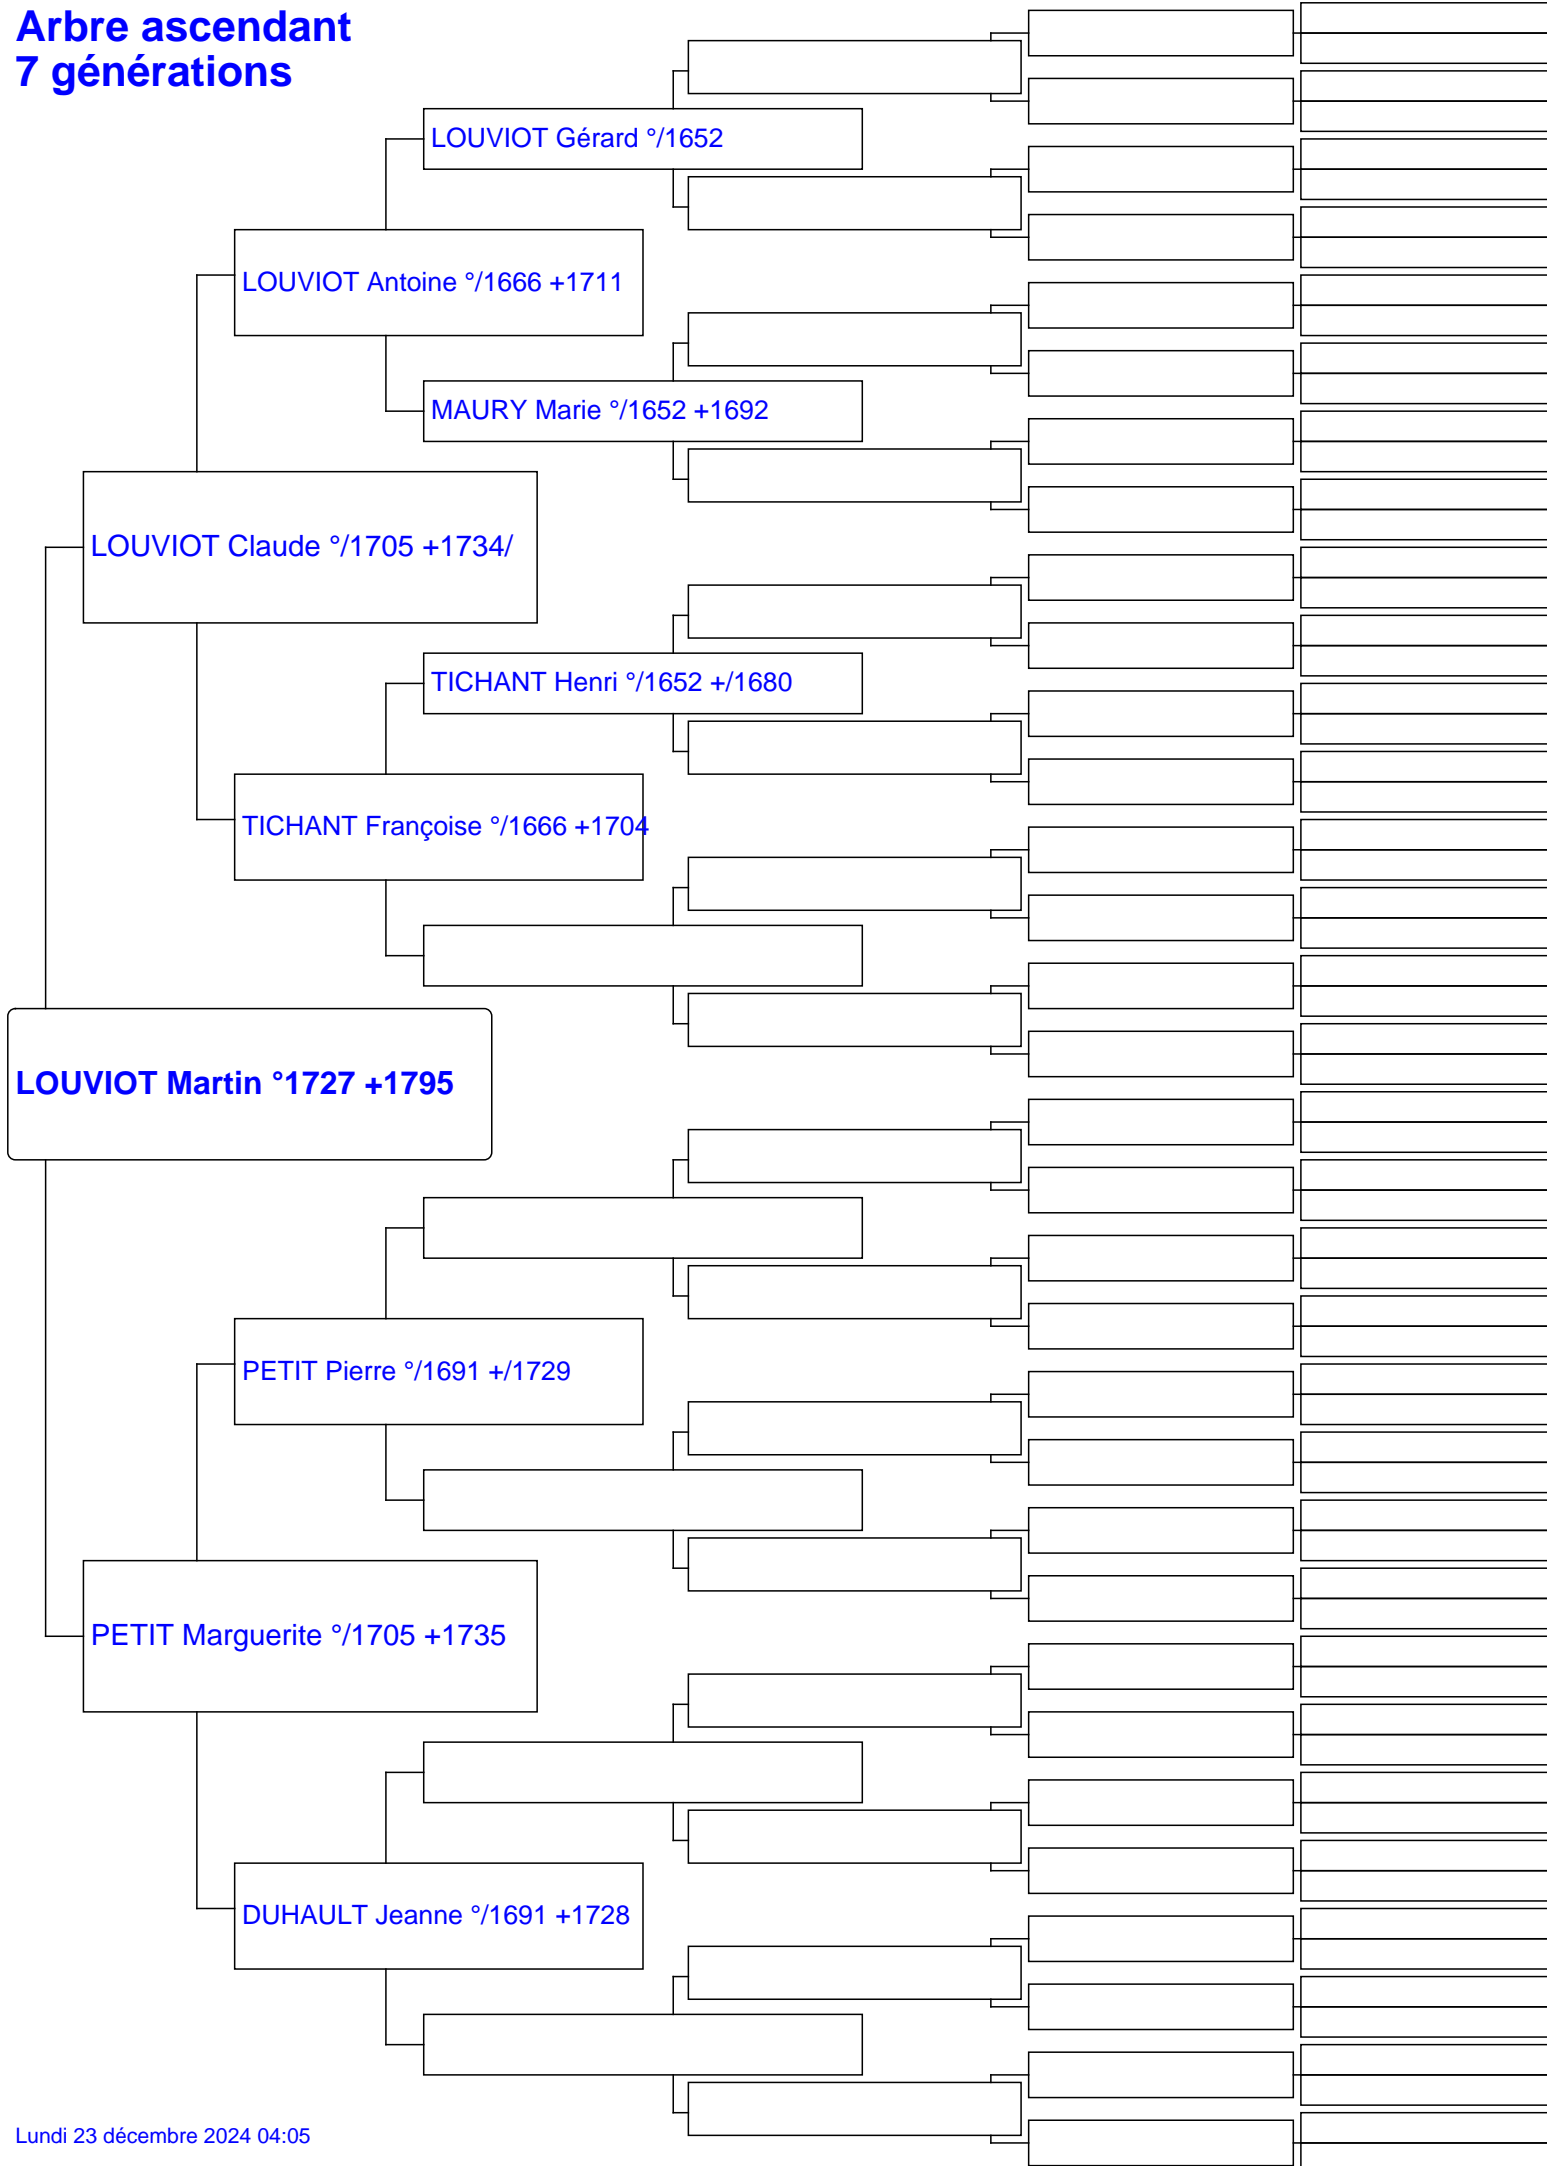 Arbre ascendant
7 générations
LOUVIOT Gérard °/1652
LOUVIOT Antoine °/1666 +1711
MAURY Marie °/1652 +1692
LOUVIOT Claude °/1705 +1734/
TICHANT Henri °/1652 +/1680
TICHANT Françoise °/1666 +1704
LOUVIOT Martin °1727 +1795
PETIT Pierre °/1691 +/1729
PETIT Marguerite °/1705 +1735
DUHAULT Jeanne °/1691 +1728
Lundi 23 décembre 2024 04:05